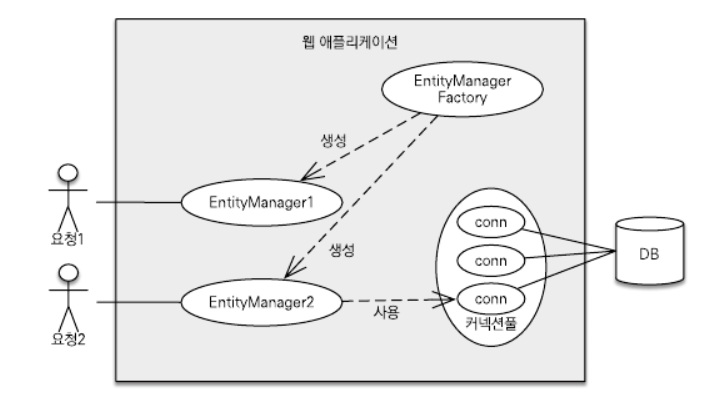 웹 애플리케이션
EntityManager
Factory
생성
EntityManager1
요청1
conn
생성
conn
DB
EntityManager2
conn
사용
커넥션풀
요청2